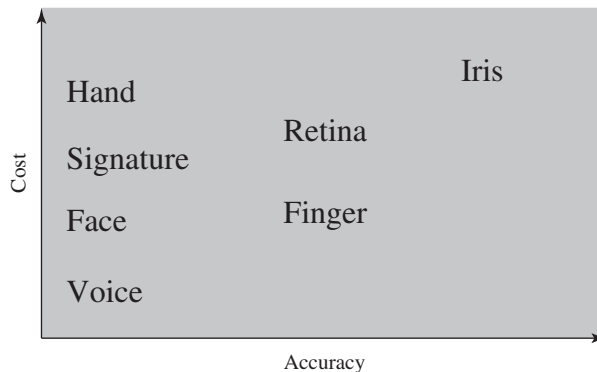 Iris
Hand
Retina
Signature
Face
Finger
Voice
Cost
Accuracy